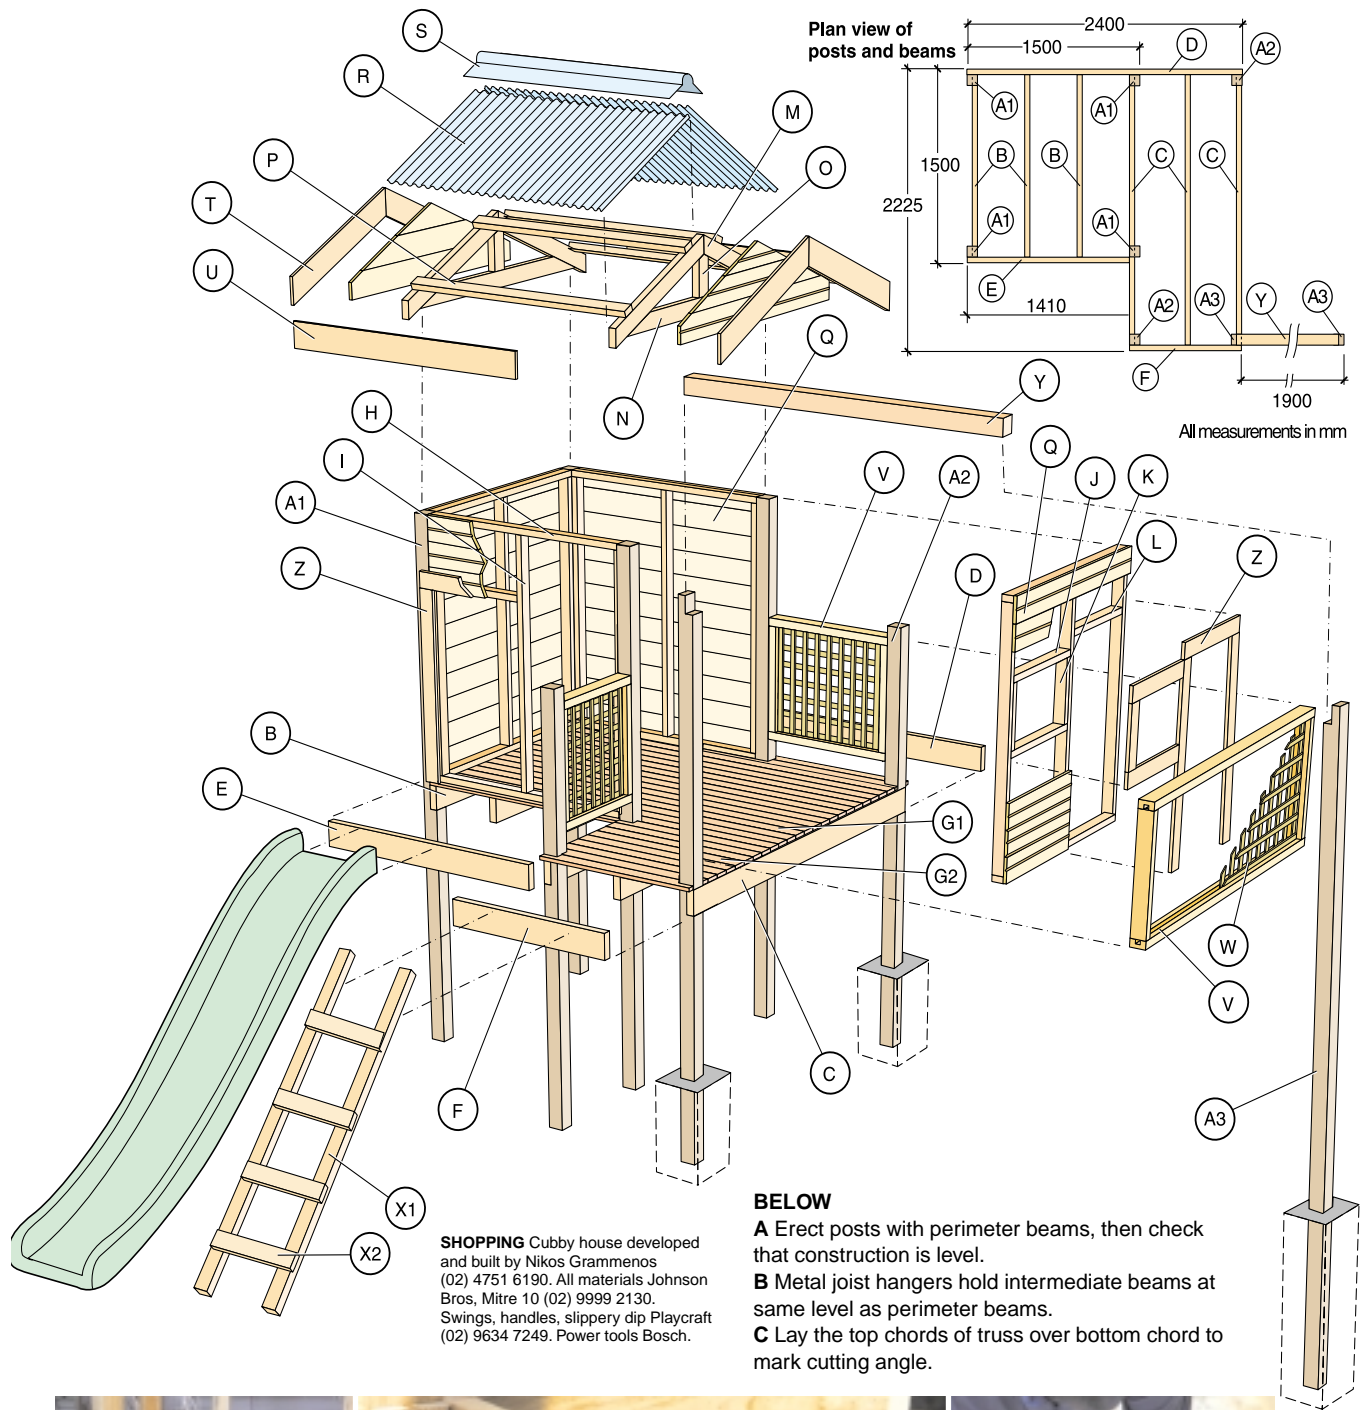 S
R
P
T
U
M
O
N
Q
Y
H
I
A1
Z
V
A2
D
B
E
G1
G2
C
F
X1
X2
Q
J
K
L
Z
W
V
A3
Plan view of
posts and beams
2400
1500
D
A2
A1
A1
1500
2225
B
B
C
C
A1
A1
E
1410
A2
A3
Y
A3
F
1900
All measurements in mm
SHOPPING Cubby house developed
and built by Nikos Grammenos
(02) 4751 6190. All materials Johnson
Bros, Mitre 10 (02) 9999 2130.
Swings, handles, slippery dip Playcraft
(02) 9634 7249. Power tools Bosch.
BELOW
A Erect posts with perimeter beams, then check
that construction is level.
B Metal joist hangers hold intermediate beams at
same level as perimeter beams.
C Lay the top chords of truss over bottom chord to
mark cutting angle.